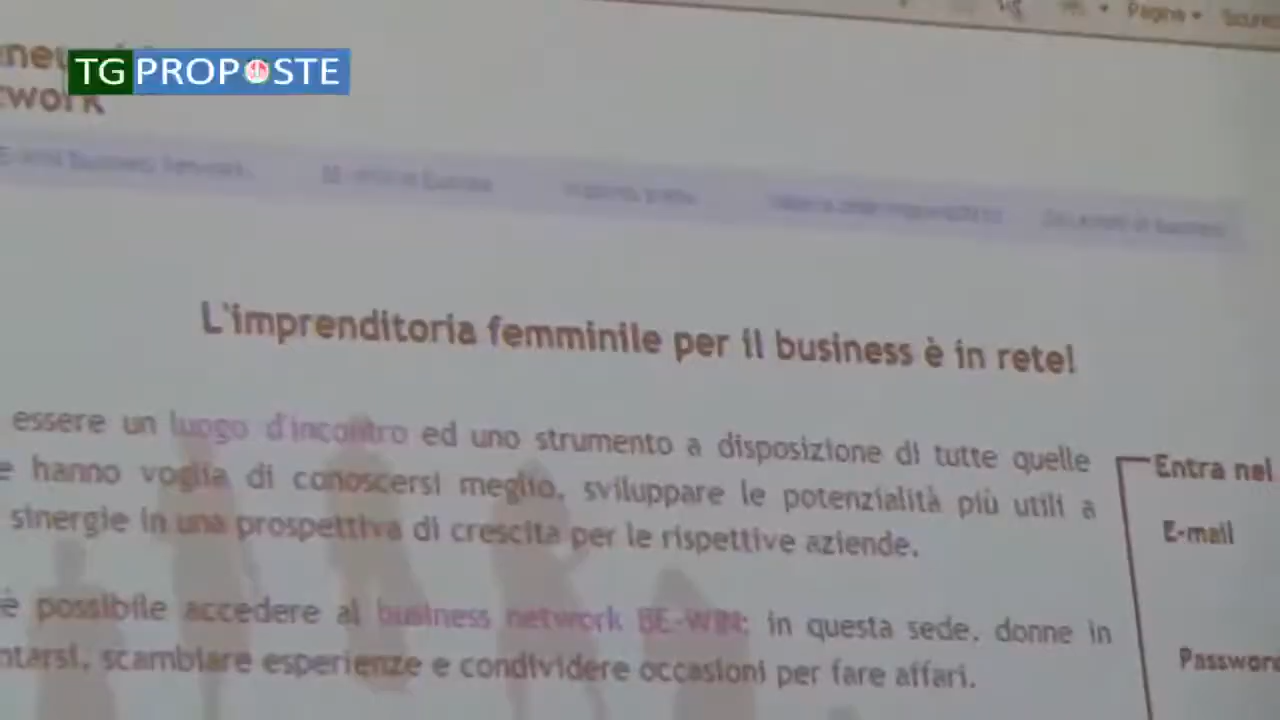 Pagina
TG PROPOSTE
L'imprenditoria femminile per il business è in rete!
essere un luogo d'incontro ed uno strumento a disposizione di tutte quelle
e hanno voglia di conoscersi meglio, sviluppare le potenzialità più utili a
sinergie in una prospettiva di crescita per le rispettive aziende.
Entra nel
E-mail
è possibile accedere al business network BE-WIN: in questa sede, donne in
ntarsi, scambiare esperienze e condividere occasioni per fare affari.
Password